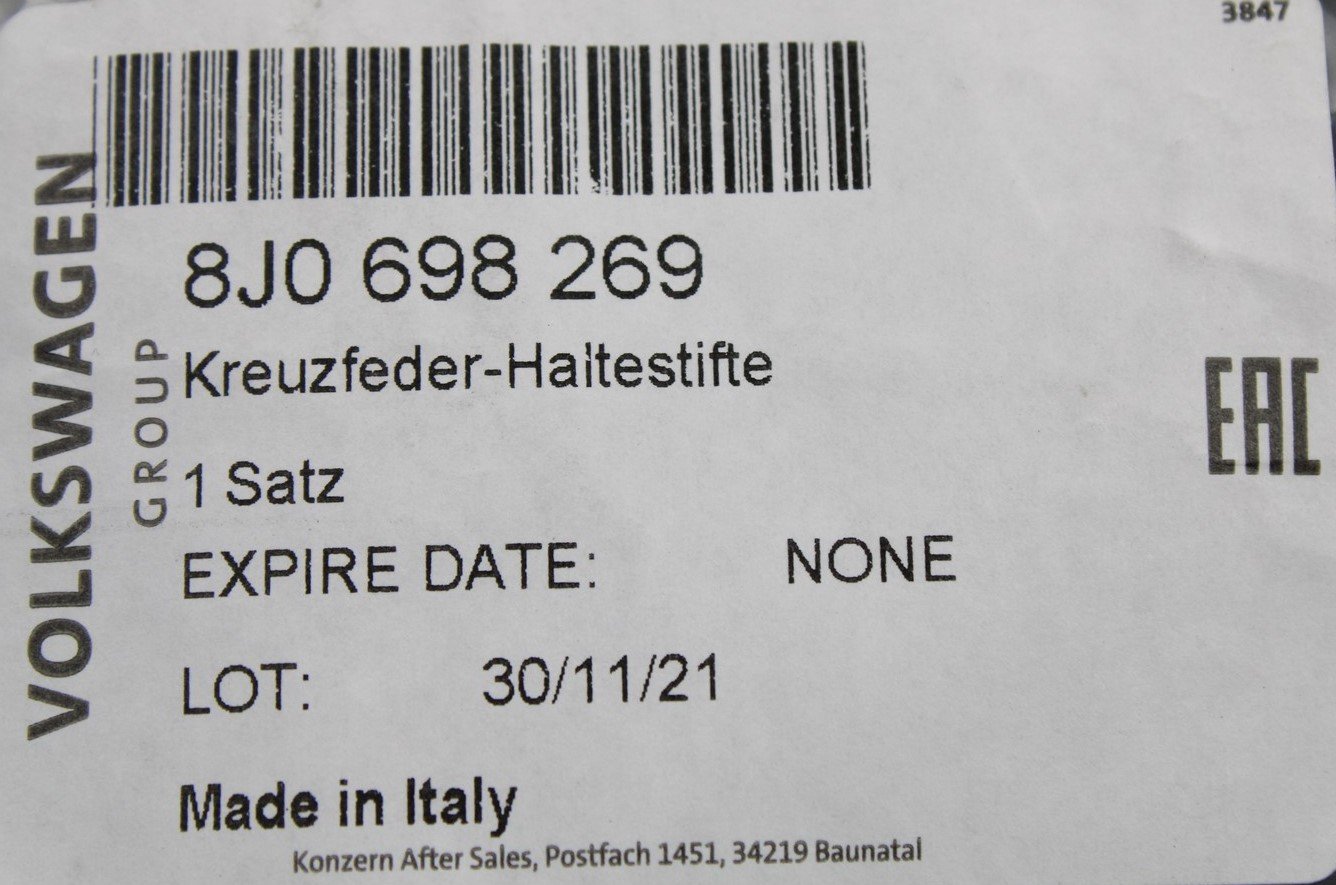 3847
VOLKSWAGEN
GROUP
8J0 698 269
Kreuzfeder-Haltestifte
1 Satz
EXPIRE DATE: NONE
LOT: 30/11/21
Made in Italy
Konzern After Sales, Postfach 1451, 34219 Baunatal
EAC